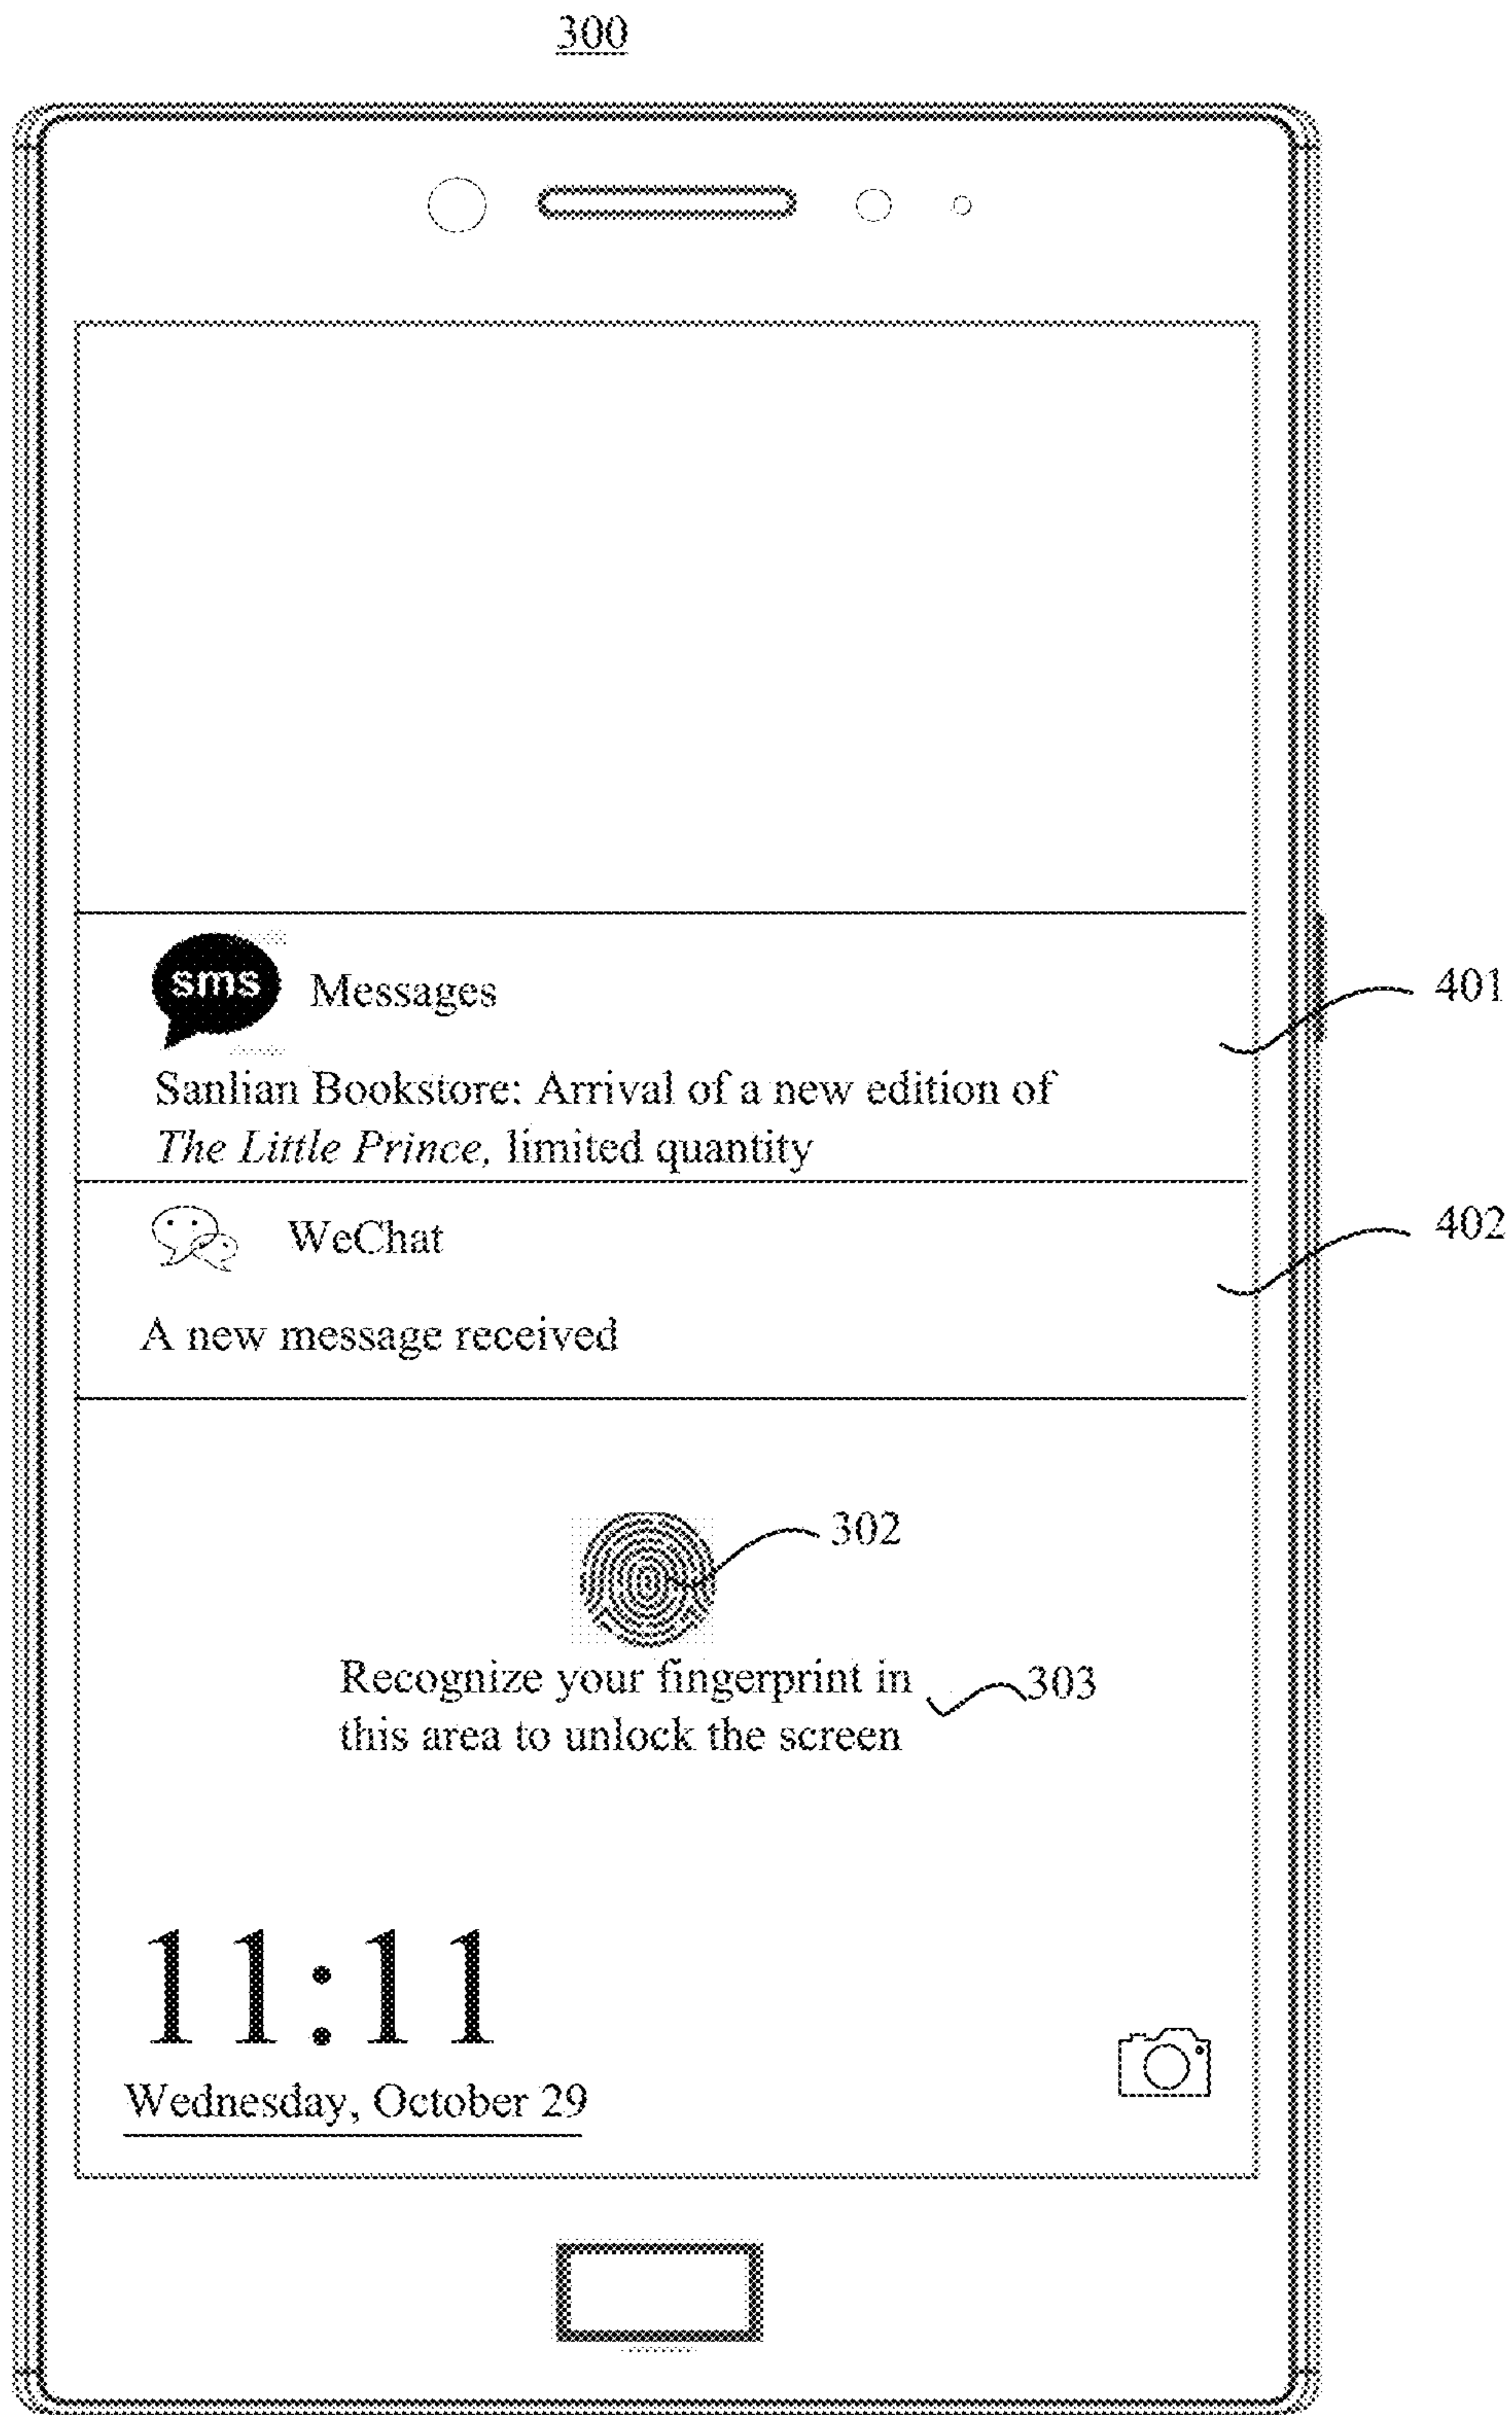 300
sms
Messages
401
Sanlian Bookstore: Arrival of a new edition of
The Little Prince, limited quantity
WeChat
402
A new message received
302
Recognize your fingerprint in
303
this area to unlock the screen
11:11
Wednesday, October 29